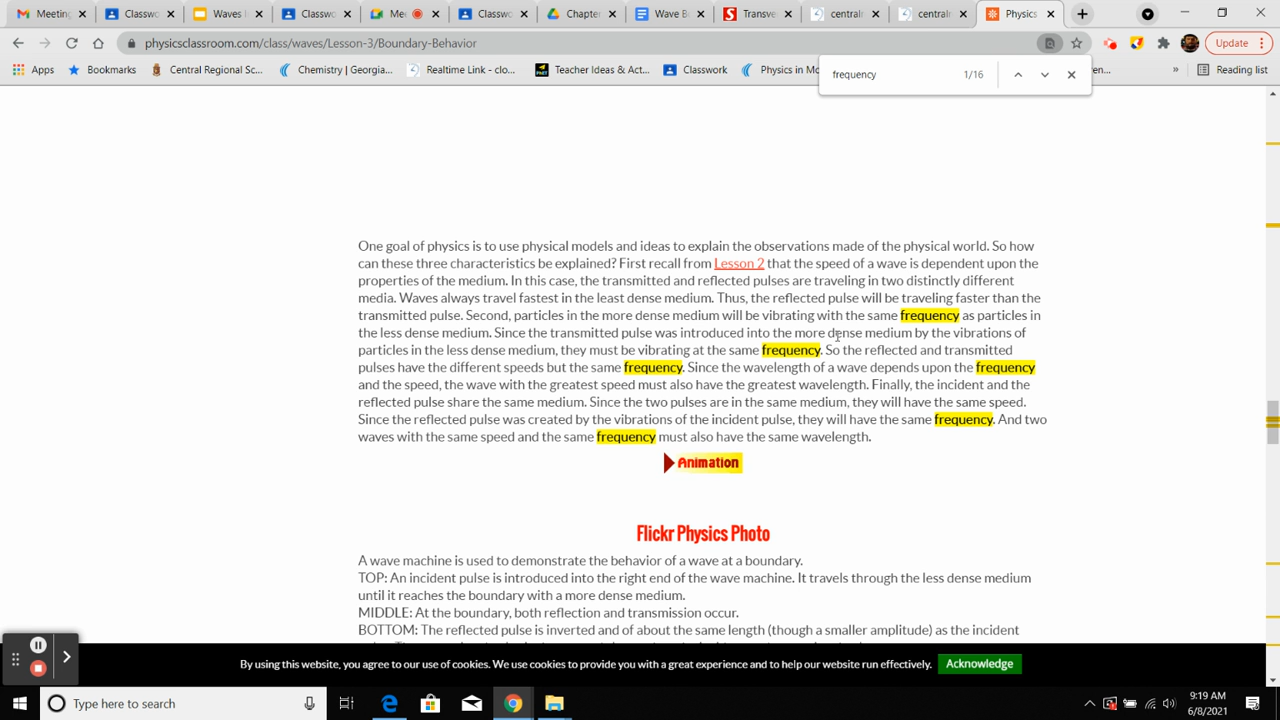 Meeting
Classwo
Waves I
Classwo
Me
Classwo
Chapter
Wave B
Transve
centralr
centralr
Physics
physicsclassroom.com/class/waves/Lesson-3/Boundary-Behavior
Update
Apps
Bookmarks
Central Regional Sc...
Chemistry | Georgia...
Realtime Link - clo...
Teacher Ideas & Act...
Classwork
Physics in Mo
en...
»
Reading list
frequency
1/16
One goal of physics is to use physical models and ideas to explain the observations made of the physical world. So how
can these three characteristics be explained? First recall from Lesson 2 that the speed of a wave is dependent upon the
properties of the medium. In this case, the transmitted and reflected pulses are traveling in two distinctly different
media. Waves always travel fastest in the least dense medium. Thus, the reflected pulse will be traveling faster than the
transmitted pulse. Second, particles in the more dense medium will be vibrating with the same frequency as particles in
the less dense medium. Since the transmitted pulse was introduced into the more dense medium by the vibrations of
particles in the less dense medium, they must be vibrating at the same frequency. So the reflected and transmitted
pulses have the different speeds but the same frequency. Since the wavelength of a wave depends upon the frequency
and the speed, the wave with the greatest speed must also have the greatest wavelength. Finally, the incident and the
reflected pulse share the same medium. Since the two pulses are in the same medium, they will have the same speed.
Since the reflected pulse was created by the vibrations of the incident pulse, they will have the same frequency. And two
waves with the same speed and the same frequency must also have the same wavelength.
Animation
Flickr Physics Photo
A wave machine is used to demonstrate the behavior of a wave at a boundary.
TOP: An incident pulse is introduced into the right end of the wave machine. It travels through the less dense medium
until it reaches the boundary with a more dense medium.
MIDDLE: At the boundary, both reflection and transmission occur.
BOTTOM: The reflected pulse is inverted and of about the same length (though a smaller amplitude) as the incident
By using this website, you agree to our use of cookies. We use cookies to provide you with a great experience and to help our website run effectively.
Acknowledge
Type here to search
9:19 AM
6/8/2021